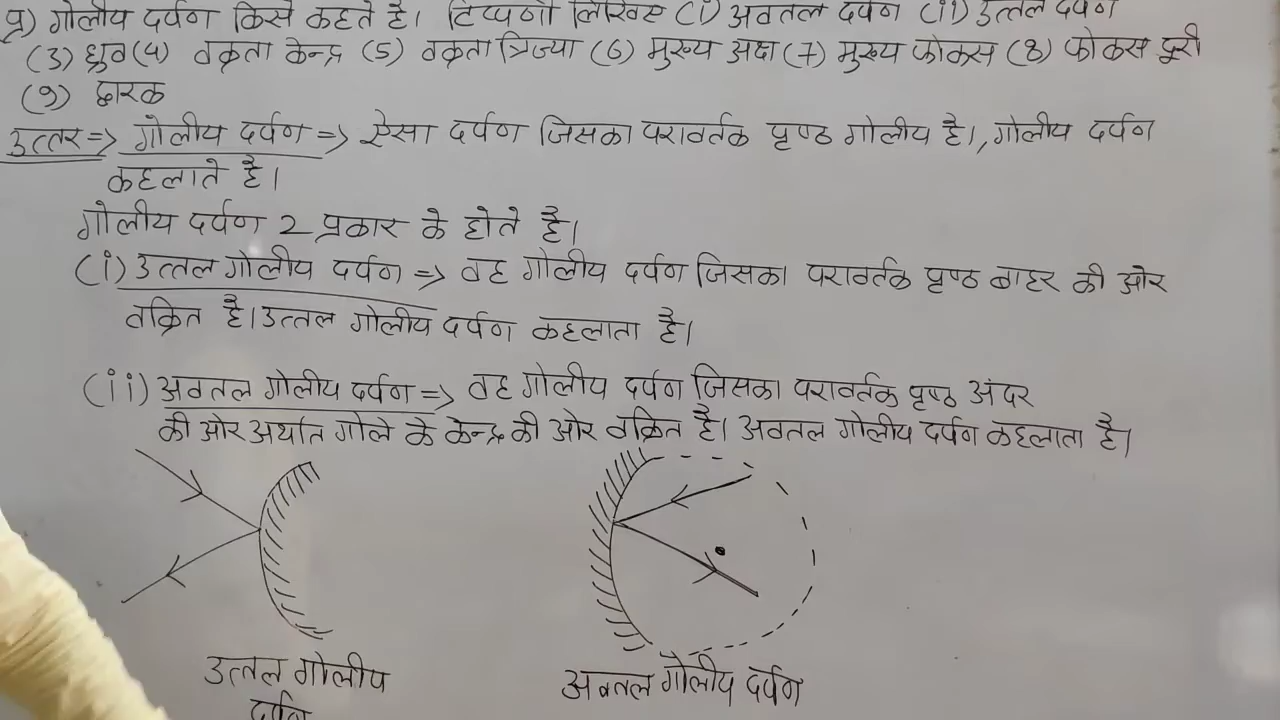 प्र) गोलीय दर्पण किसे कहते है। टिप्पणी लिखिए (i) अवतल दर्पण (ii) उत्तल दर्पण
(3) ध्रुव (4) वक्रता केन्द्र (5) वक्रता त्रिज्या (6) मुख्य अक्ष (7) मुख्य फोकस (8) फोकस दूरी
(9) द्वारक
उत्तर => गोलीय दर्पण => ऐसा दर्पण जिसका परावर्तक पृष्ठ गोलीय है।, गोलीय दर्पण
कहलाते है।
गोलीय दर्पण 2 प्रकार के होते है।
(i) उत्तल गोलीय दर्पण => वह गोलीय दर्पण जिसका परावर्तक पृष्ठ बाहर की ओर
वक्रित है। उत्तल गोलीय दर्पण कहलाता है।
(ii) अवतल गोलीय दर्पण => वह गोलीय दर्पण जिसका परावर्तक पृष्ठ अंदर
की ओर अर्थात गोले के केन्द्र की ओर वक्रित है। अवतल गोलीय दर्पण कहलाता है।
उत्तल गोलीय
दर्पण
अवतल गोलीय दर्पण